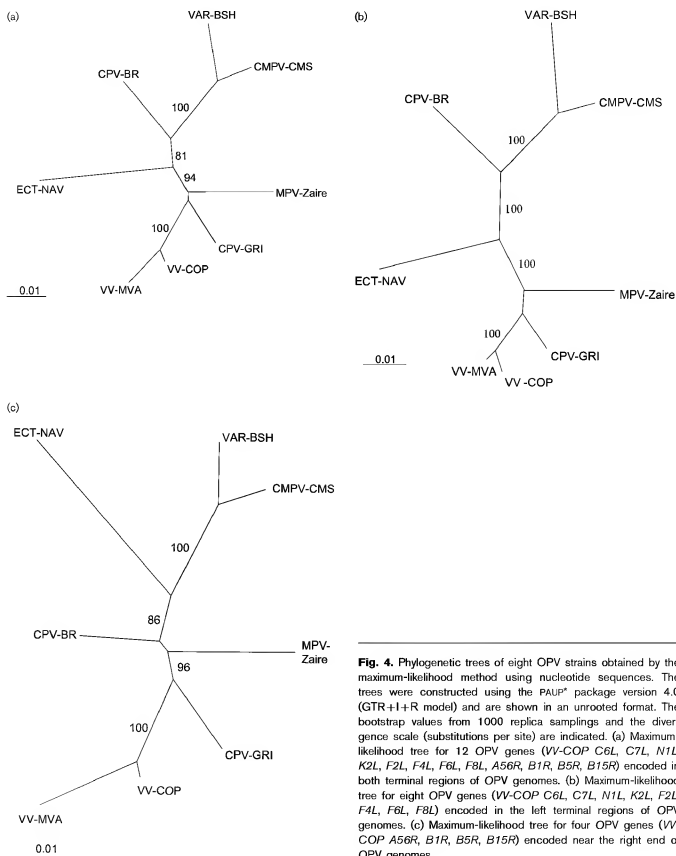 (a)
VAR-BSH
CPV-BR
CMPV-CMS
100
81
94
ECT-NAV
MPV-Zaire
100
CPV-GRI
VV-COP
VV-MVA
0.01
(b)
VAR-BSH
CPV-BR
CMPV-CMS
100
100
ECT-NAV
100
MPV-Zaire
100
CPV-GRI
VV-MVA
VV -COP
0.01
(c)
ECT-NAV
VAR-BSH
CMPV-CMS
100
86
CPV-BR
MPV-
Zaire
96
100
CPV-GRI
VV-COP
VV-MVA
0.01
Fig. 4. Phylogenetic trees of eight OPV strains obtained by the
maximum-likelihood method using nucleotide sequences. The
trees were constructed using the PAUP* package version 4.0
(GTR+I+R model) and are shown in an unrooted format. The
bootstrap values from 1000 replica samplings and the diver-
gence scale (substitutions per site) are indicated. (a) Maximum-
likelihood tree for 12 OPV genes (VV-COP C6L, C7L, N1L,
K2L, F2L, F4L, F6L, F8L, A56R, B1R, B5R, B15R) encoded in
both terminal regions of OPV genomes. (b) Maximum-likelihood
tree for eight OPV genes (VV-COP C6L, C7L, N1L, K2L, F2L,
F4L, F6L, F8L) encoded in the left terminal regions of OPV
genomes. (c) Maximum-likelihood tree for four OPV genes (VV-
COP A56R, B1R, B5R, B15R) encoded near the right end of
OPV genomes.